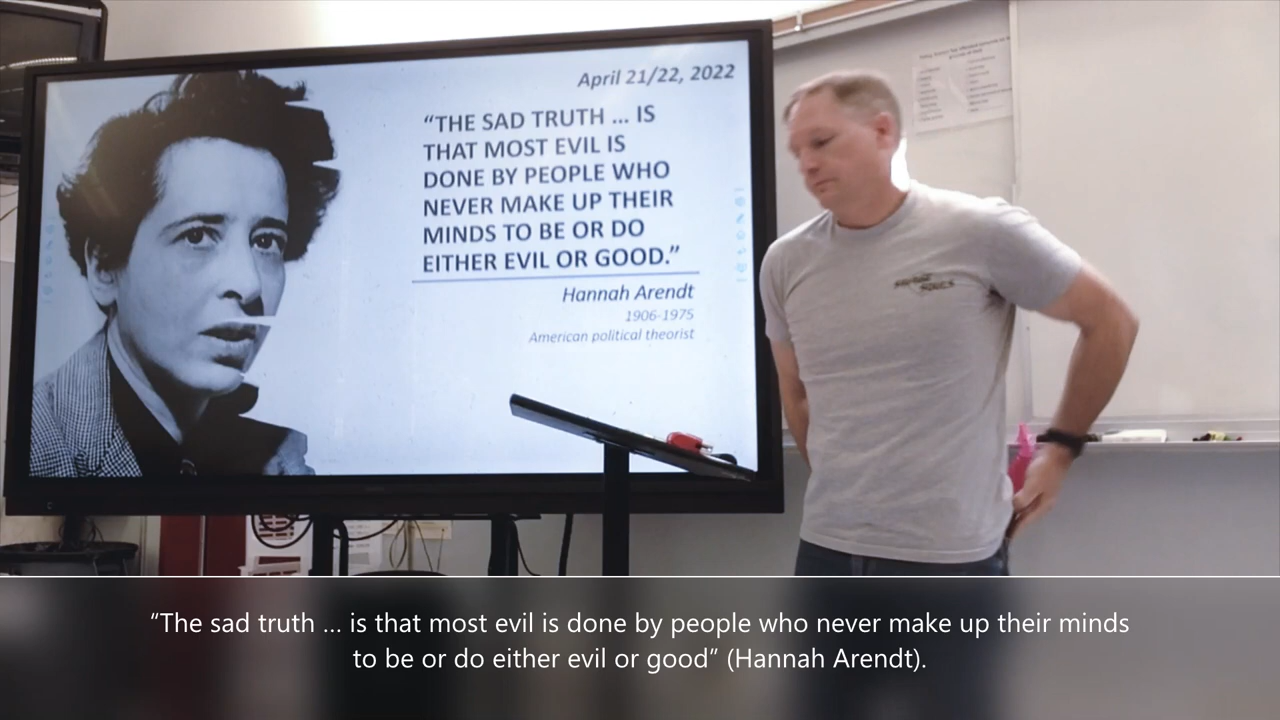 April 21/22, 2022
“THE SAD TRUTH ... IS
THAT MOST EVIL IS
DONE BY PEOPLE WHO
NEVER MAKE UP THEIR
MINDS TO BE OR DO
EITHER EVIL OR GOOD.”
Hannah Arendt
1906-1975
American political theorist
“The sad truth ... is that most evil is done by people who never make up their minds
to be or do either evil or good” (Hannah Arendt).